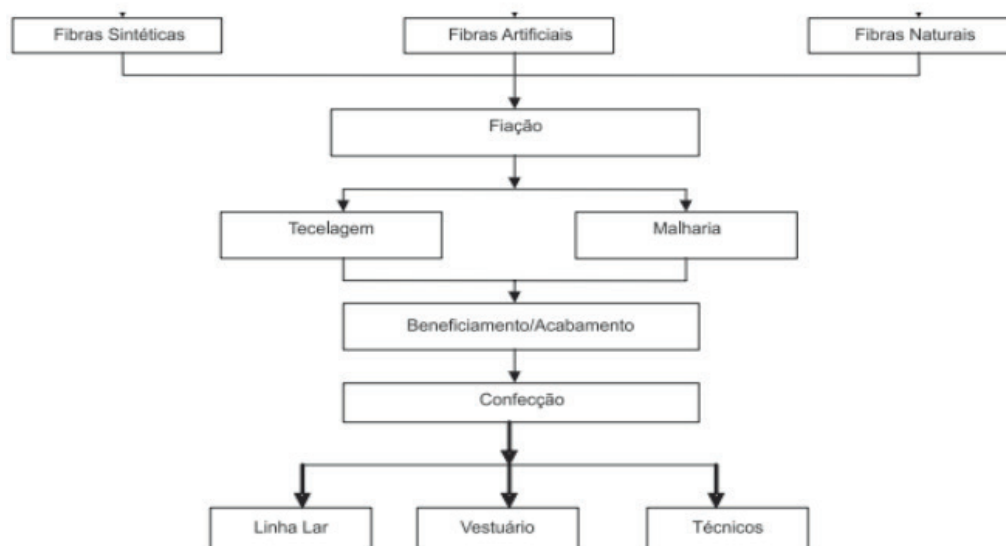 Fibras Sintéticas
Fibras Artificiais
Fibras Naturais
Fiação
Tecelagem
Malharia
Beneficiamento/Acabamento
Confecção
Linha Lar
Vestuário
Técnicos